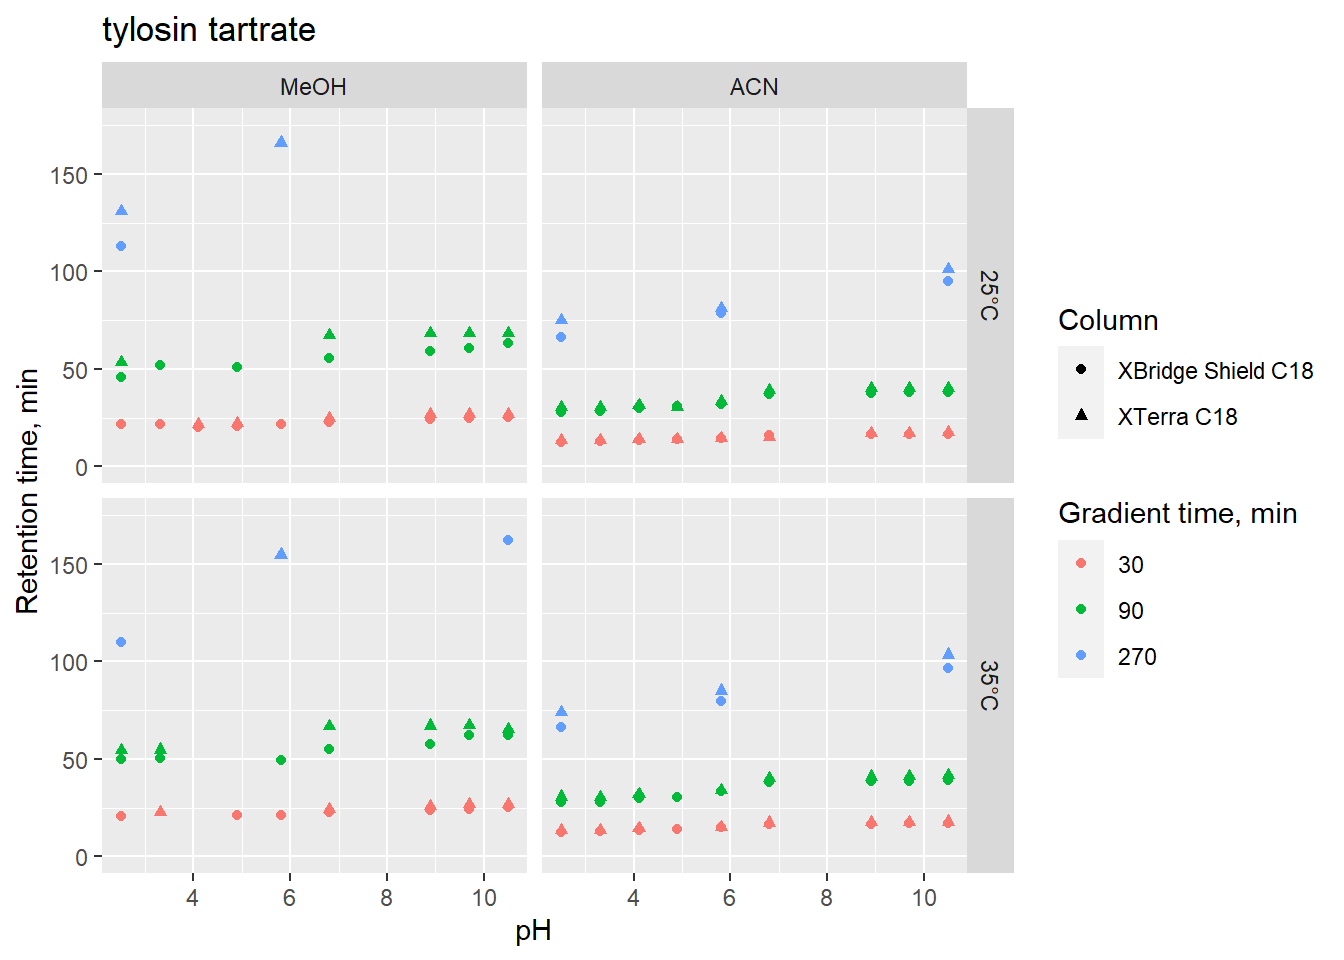 tylosin tartrate
MeOH
ACN
150
100
50
0
25°C
150
100
50
0
35°C
4
6
8
10
4
6
8
10
pH
Retention time, min
Column
XBridge Shield C18
XTerra C18
Gradient time, min
30
90
270